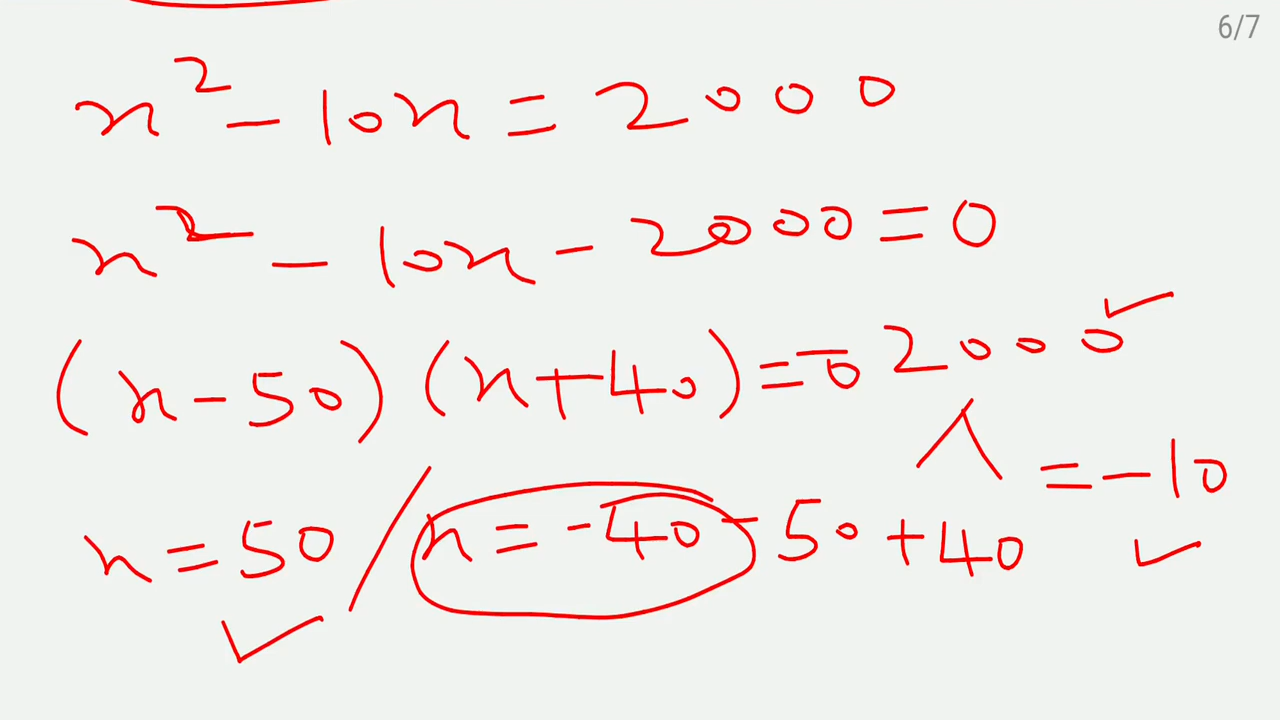 6/7
x² - 10x = 2000
x² - 10x - 2000 = 0
(x - 50) (x + 40) = 0 -2000
= -10
x = 50 / x = -40 -50 + 40